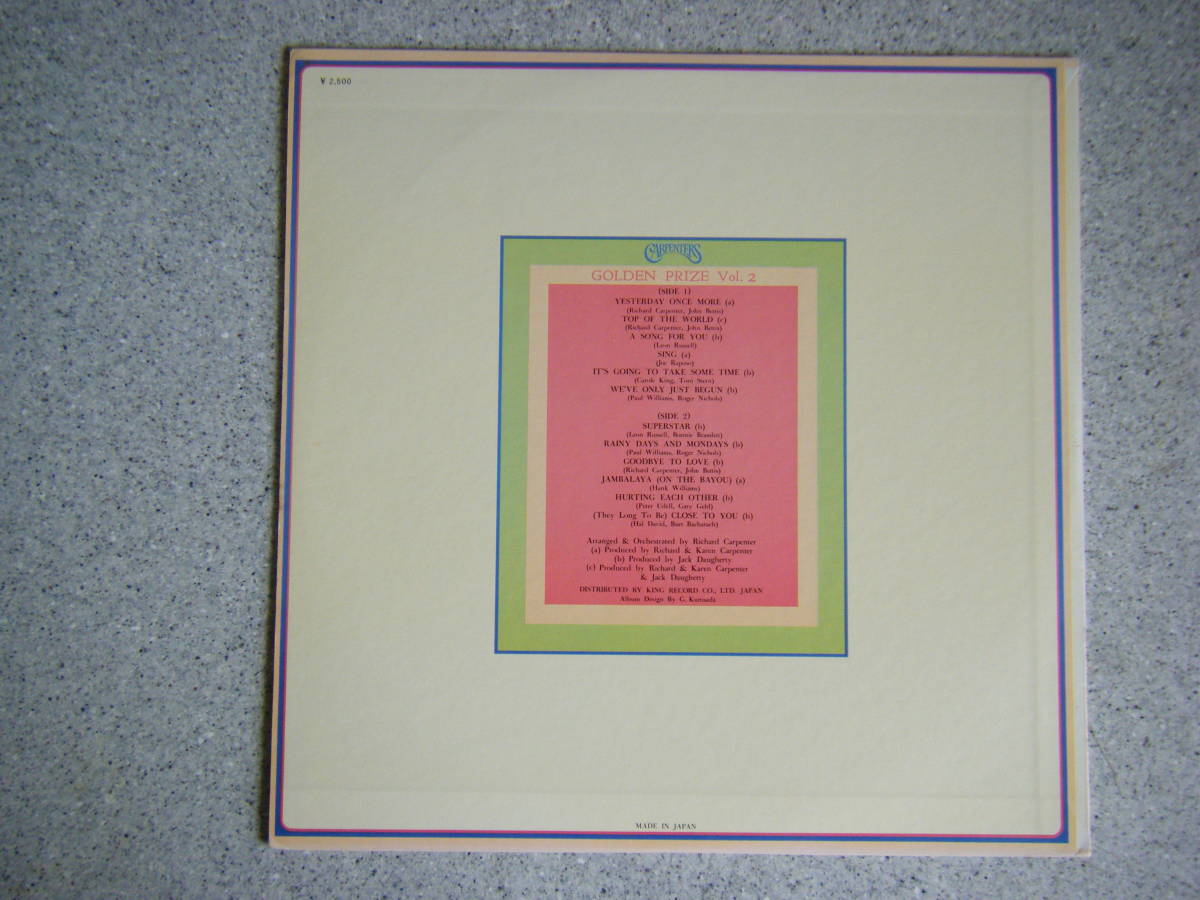 ¥ 2,500
CARPENTERS
GOLDEN PRIZE Vol. 2
(SIDE 1)
YESTERDAY ONCE MORE (a)
(Richard Carpenter, John Bettis)
TOP OF THE WORLD (c)
(Richard Carpenter, John Bettis)
A SONG FOR YOU (b)
(Leon Russell)
SING (a)
(Joe Raposo)
IT'S GOING TO TAKE SOME TIME (b)
(Carole King, Toni Stern)
WE'VE ONLY JUST BEGUN (b)
(Paul Williams, Roger Nichols)
(SIDE 2)
SUPERSTAR (b)
(Leon Russell, Bonnie Bramlett)
RAINY DAYS AND MONDAYS (b)
(Paul Williams, Roger Nichols)
GOODBYE TO LOVE (b)
(Richard Carpenter, John Bettis)
JAMBALAYA (ON THE BAYOU) (a)
(Hank Williams)
HURTING EACH OTHER (b)
(Peter Udell, Gary Geld)
(They Long To Be) CLOSE TO YOU (b)
(Hal David, Burt Bacharach)
Arranged & Orchestrated by Richard Carpenter
(a) Produced by Richard & Karen Carpenter
(b) Produced by Jack Daugherty
(c) Produced by Richard & Karen Carpenter
& Jack Daugherty
DISTRIBUTED BY KING RECORD CO., LTD. JAPAN
Album Design By G. Kunisada
MADE IN JAPAN